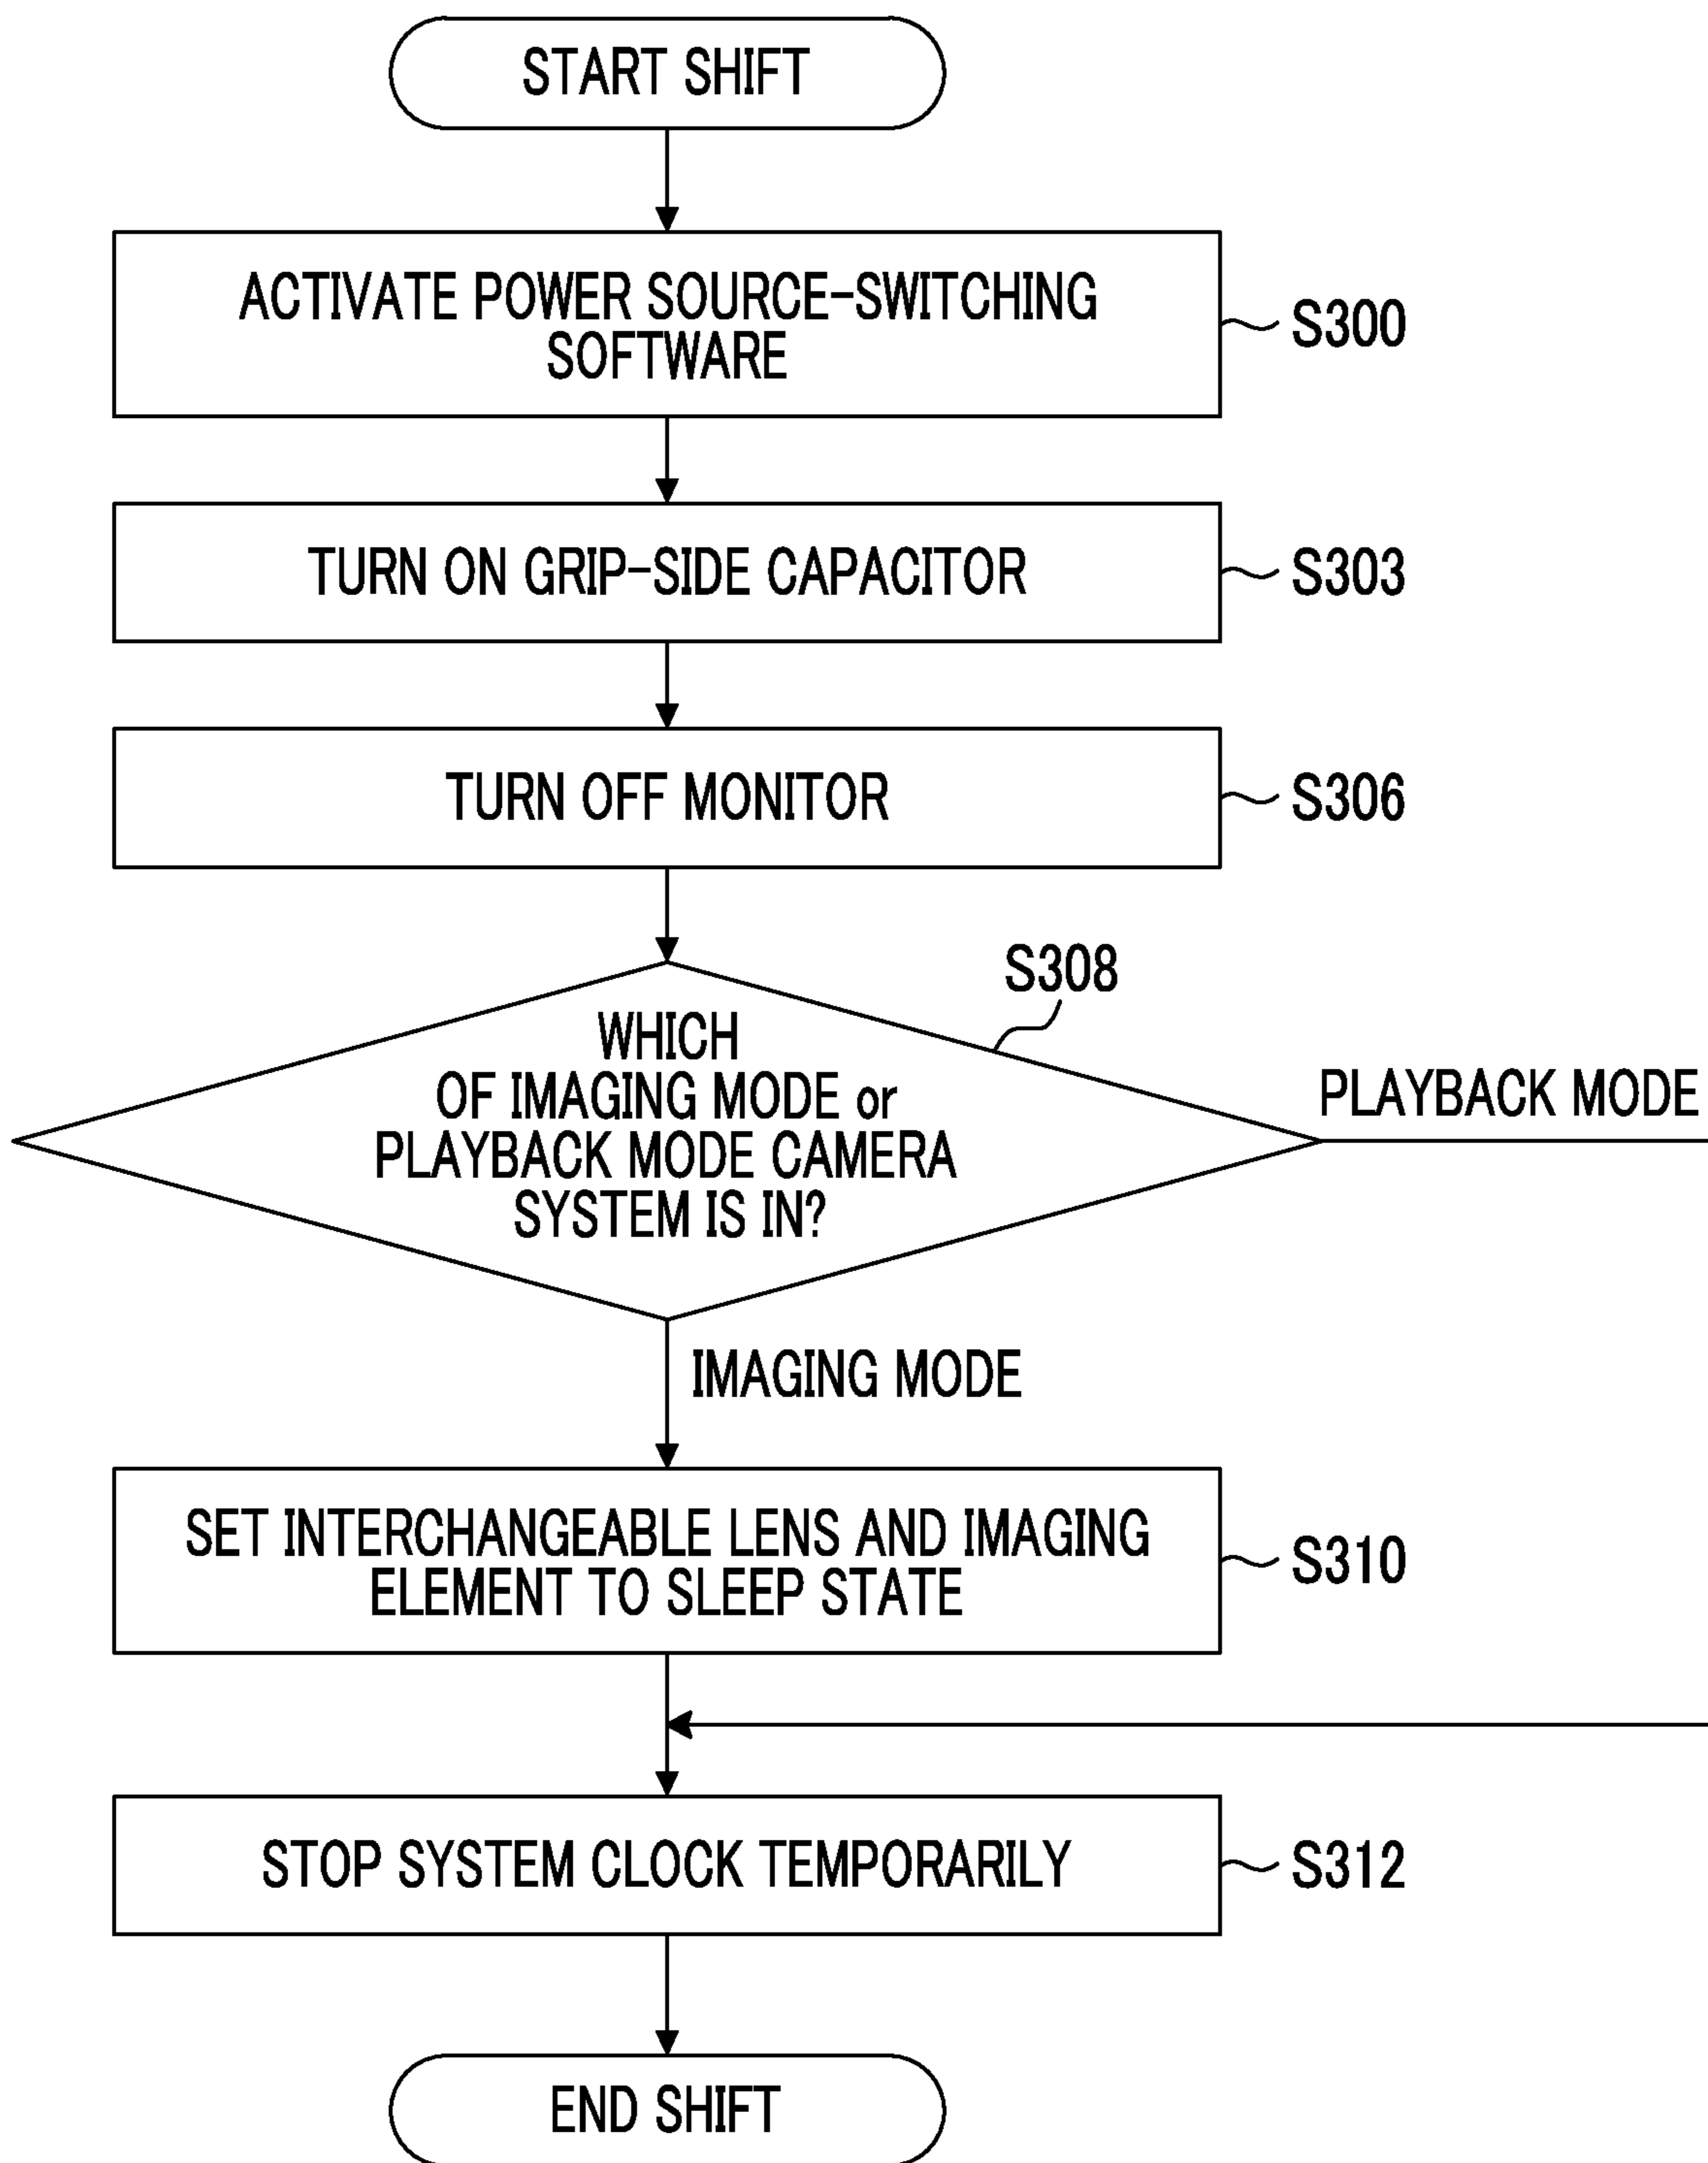 START SHIFT
ACTIVATE POWER SOURCE-SWITCHING
SOFTWARE
S300
TURN ON GRIP-SIDE CAPACITOR
S303
TURN OFF MONITOR
S306
S308
WHICH
OF IMAGING MODE or
PLAYBACK MODE CAMERA
SYSTEM IS IN?
PLAYBACK MODE
IMAGING MODE
SET INTERCHANGEABLE LENS AND IMAGING
ELEMENT TO SLEEP STATE
S310
STOP SYSTEM CLOCK TEMPORARILY
S312
END SHIFT